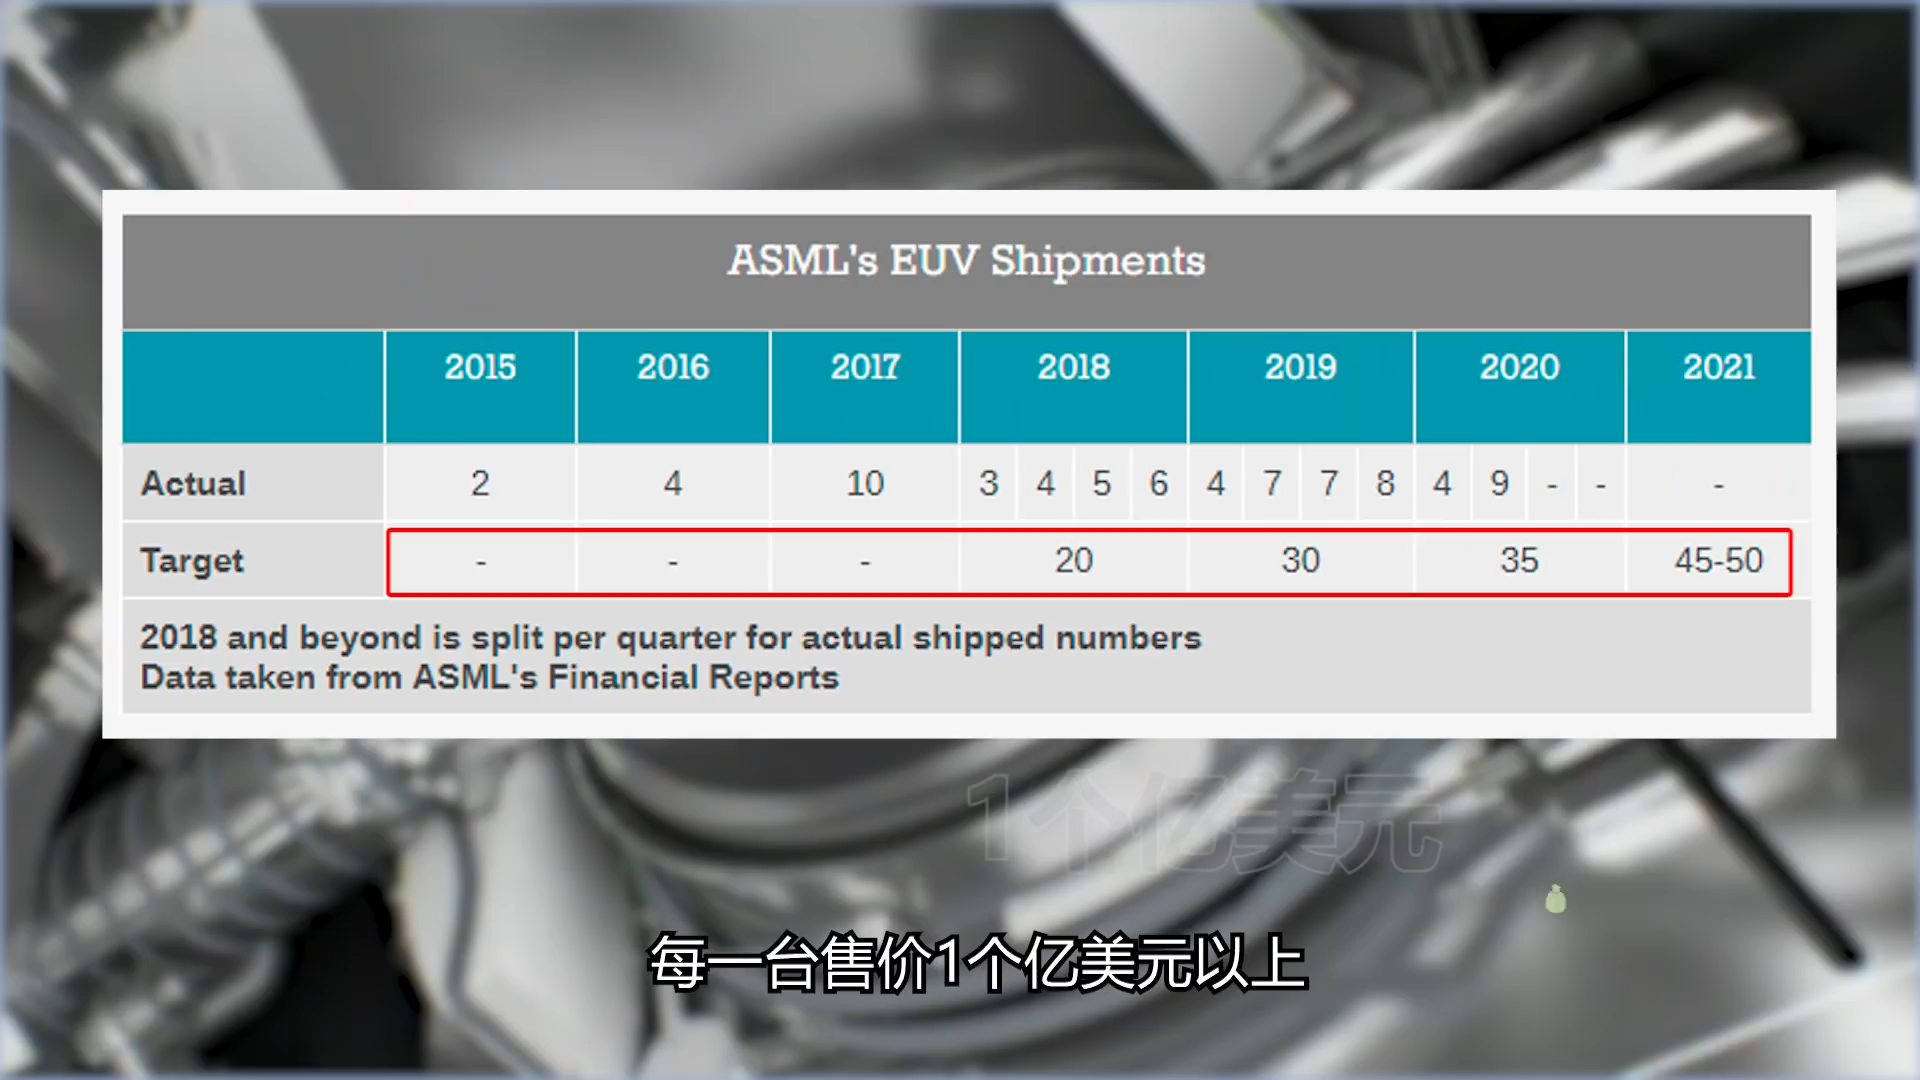 ASML's EUV Shipments
2015 2016 2017 2018 2019 2020 2021
Actual 2 4 10 3 4 5 6 4 7 7 8 4 9 - - -
Target - - - 20 30 35 45-50
2018 and beyond is split per quarter for actual shipped numbers
Data taken from ASML's Financial Reports
1个亿美元
每一台售价1个亿美元以上